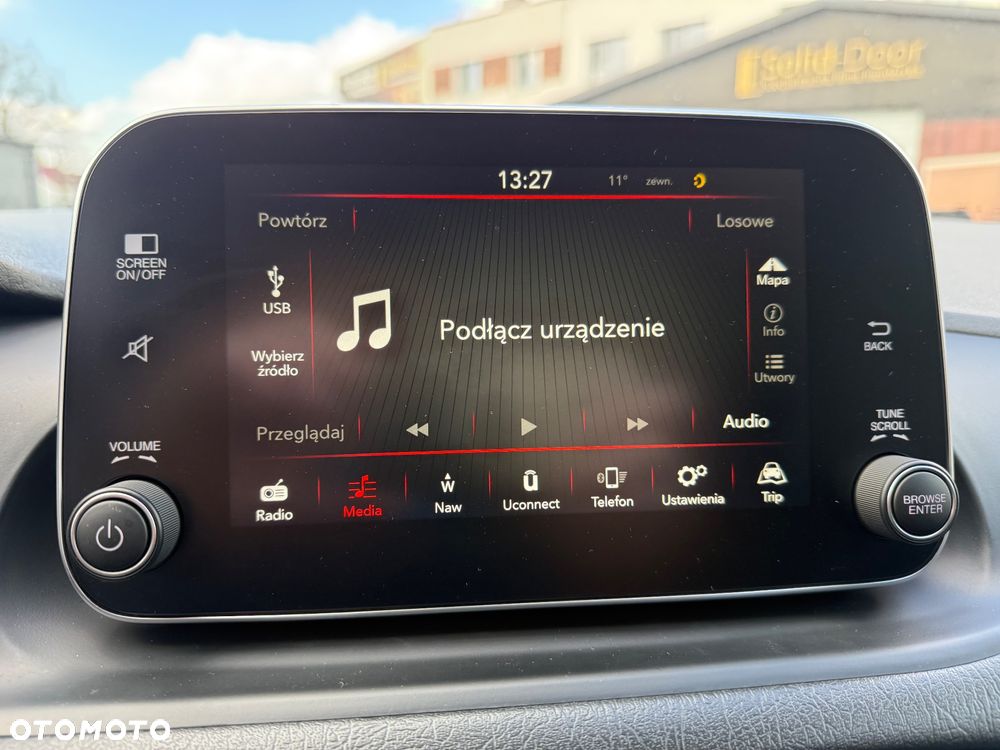 Solid-Door
13:27
11° zewn.
Powtórz
Losowe
SCREEN
ON/OFF
USB
Mapa
Podłącz urządzenie
Info
BACK
Wybierz
źródło
Utwory
TUNE
SCROLL
Audio
Przeglądaj
VOLUME
Radio
Media
W
Naw
Uconnect
Telefon
Ustawienia
Trip
BROWSE
ENTER
OTOMOTO